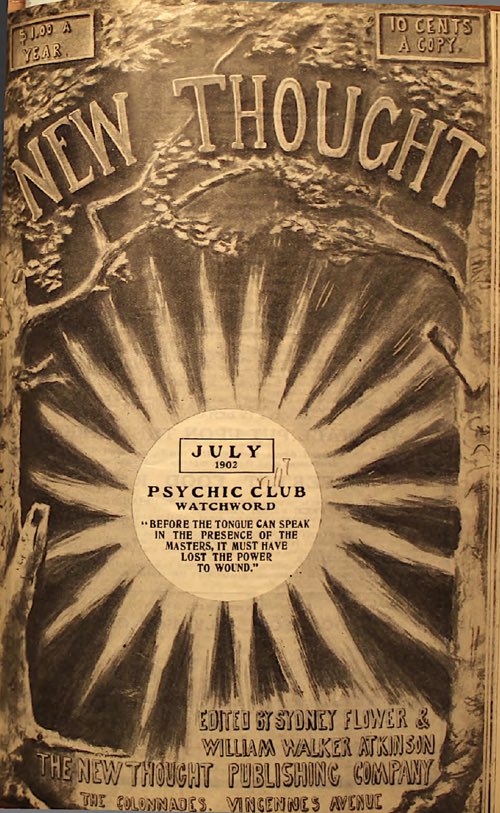 $1.00 A
YEAR.
10 CENTS
A COPY.
NEW THOUGHT
JULY
1902
PSYCHIC CLUB
WATCHWORD
"BEFORE THE TONGUE CAN SPEAK
IN THE PRESENCE OF THE
MASTERS, IT MUST HAVE
LOST THE POWER
TO WOUND."
EDITED BY SYDNEY FLOWER &
WILLIAM WALKER ATKINSON
THE NEW THOUGHT PUBLISHING COMPANY
THE COLONNADES. VINCENNES AVENUE